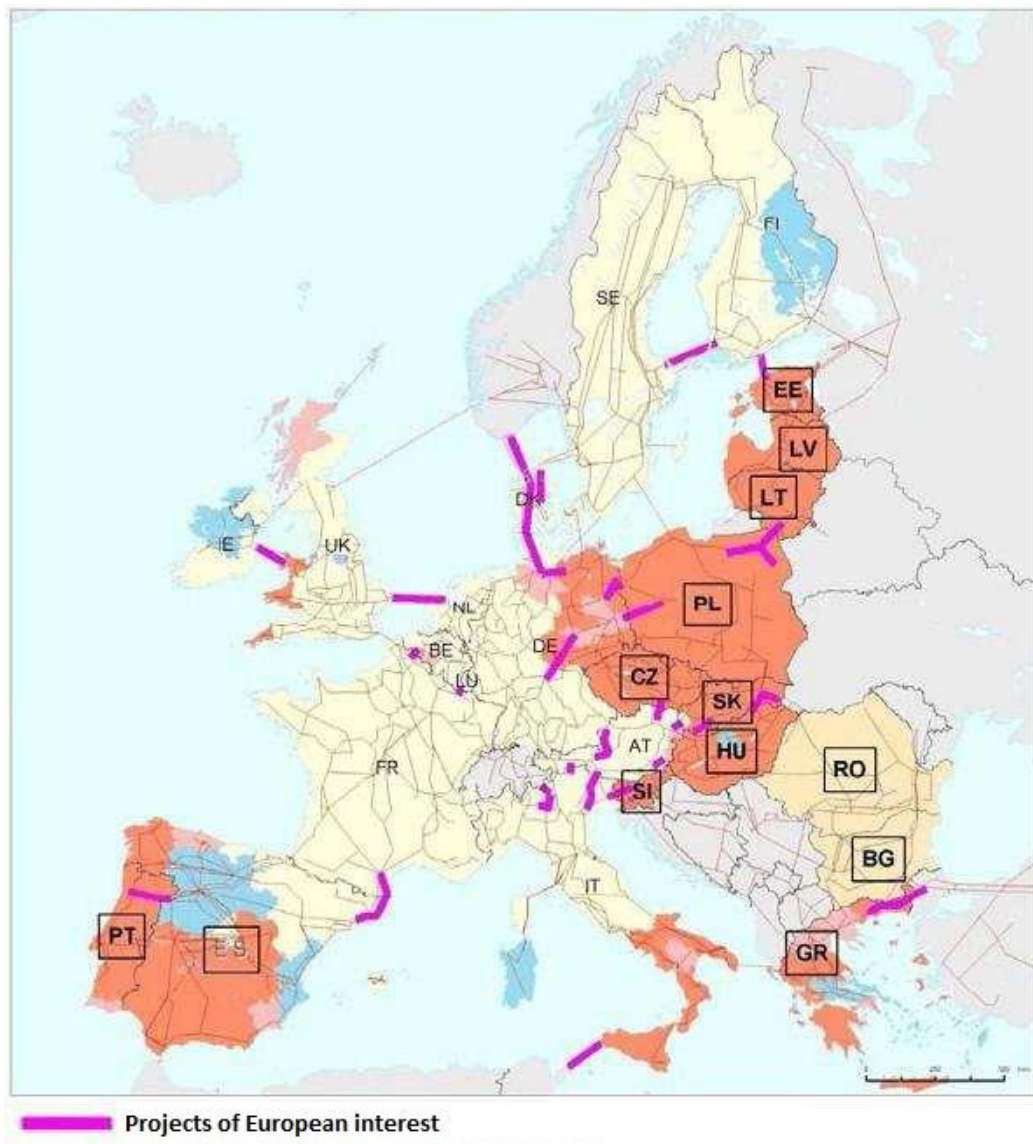 FI
SE
EE
LV
LT
DK
IE
UK
NL
PL
BE
DE
LU
CZ
SK
AT
HU
FR
SI
RO
BG
IT
PT
ES
GR
Projects of European interest